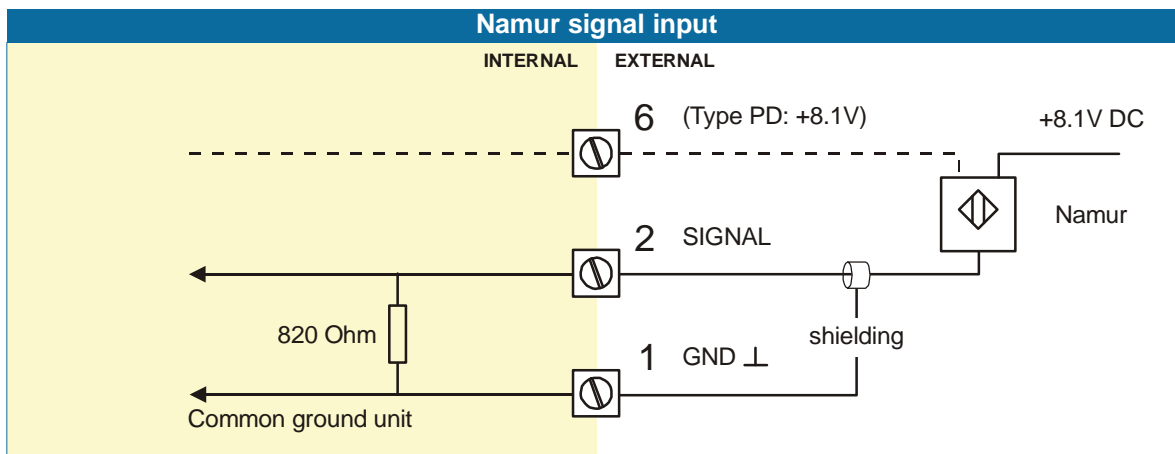 Namur signal input
INTERNAL EXTERNAL
6 (Type PD: +8.1V) +8.1V DC
Namur
2 SIGNAL
820 Ohm
shielding
1 GND ⊥
Common ground unit